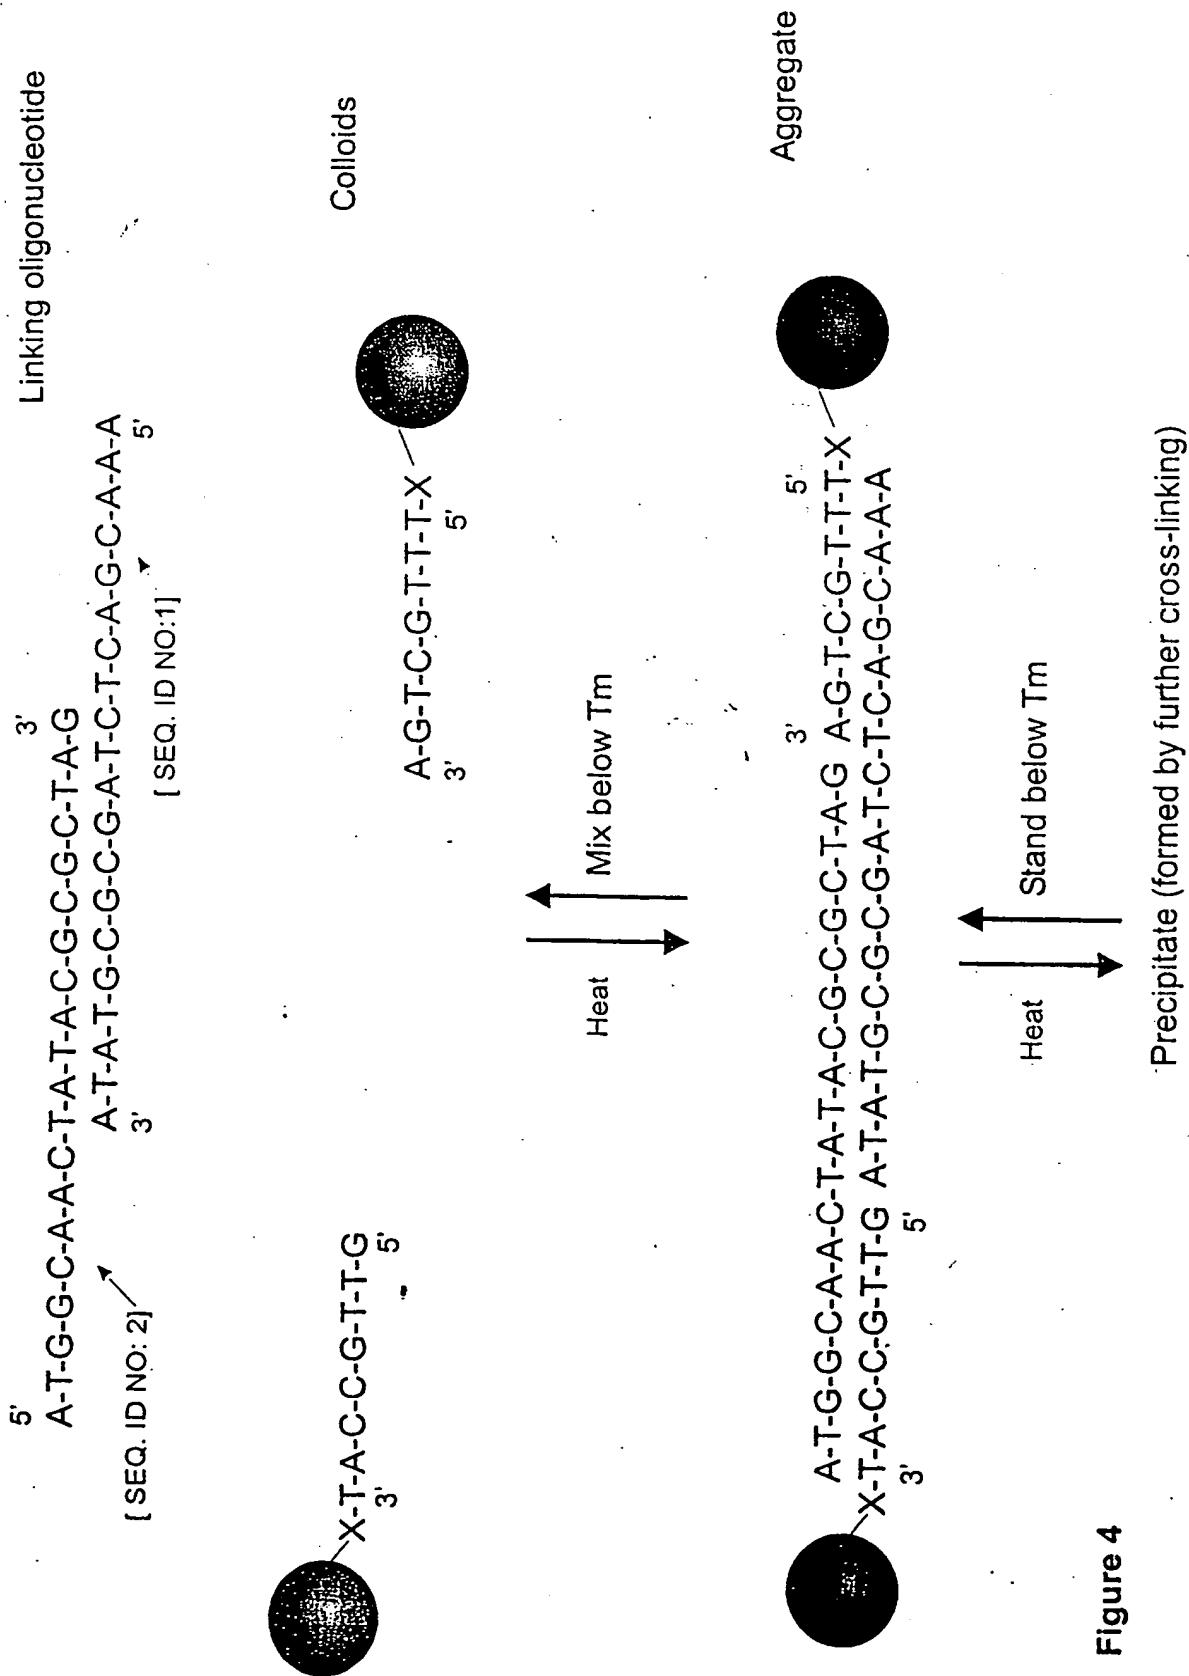 Linking oligonucleotide
5' 3'
A-T-G-G-C-A-A-C-T-A-T-A-C-G-C-G-C-T-A-G
A-T-A-T-G-C-G-C-G-A-T-C-T-C-A-G-C-A-A-A
3' 5'
[ SEQ. ID NO: 2] [ SEQ. ID NO:1]
Colloids
X-T-A-C-C-G-T-T-G
3' 5'
A-G-T-C-G-T-T-T-X
3' 5'
Heat Mix below Tm
Aggregate
3' 5'
A-T-G-G-C-A-A-C-T-A-T-A-C-G-C-G-C-T-A-G A-G-T-C-G-T-T-T-X
X-T-A-C-C-G-T-T-G A-T-A-T-G-C-G-C-G-A-T-C-T-C-A-G-C-A-A-A
3' 5'
Heat Stand below Tm
Precipitate (formed by further cross-linking)
Figure 4